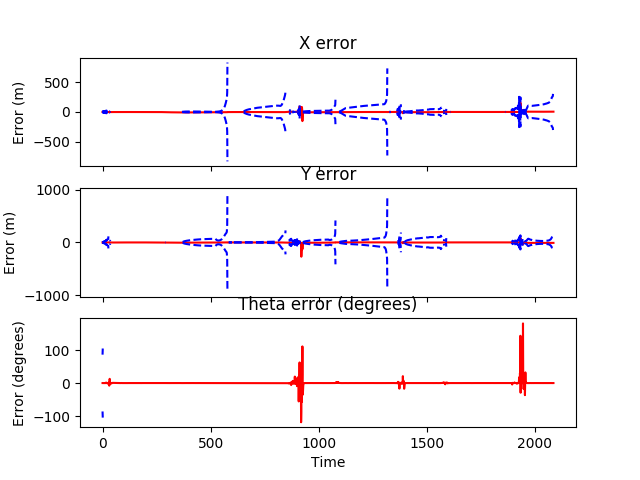 X error
Error (m)
500
0
−500
Y error
Error (m)
1000
0
−1000
Theta error (degrees)
Error (degrees)
100
0
−100
0 500 1000 1500 2000
Time